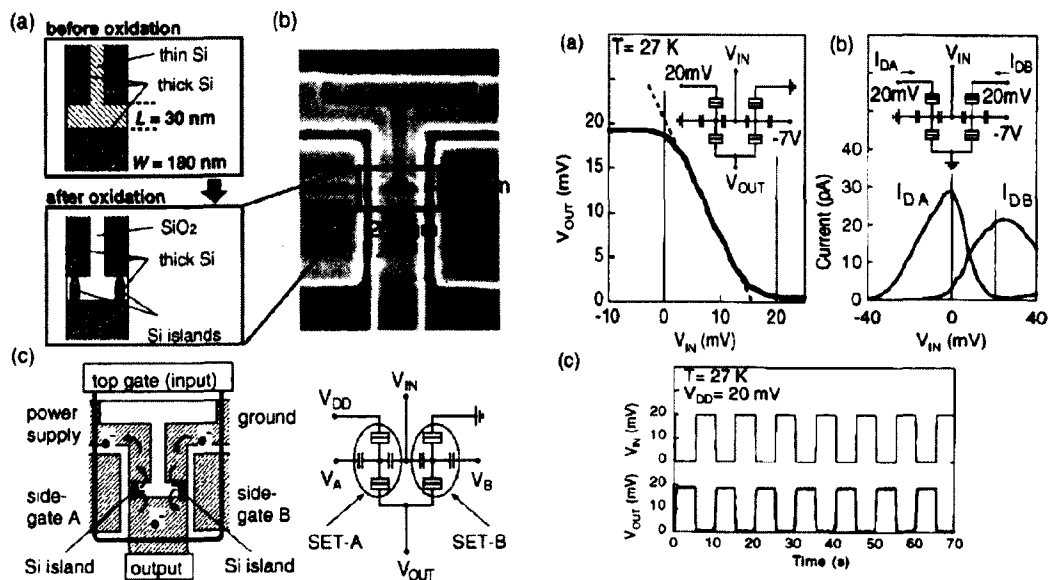 (a)
before oxidation
thin Si
thick Si
L = 30 nm
W = 180 nm
after oxidation
SiO2
thick Si
Si islands
(b)
(c)
top gate (input)
power supply
ground
side-gate A
side-gate B
Si island
output
Si island
VDD
VIN
VA
VB
SET-A
SET-B
VOUT
(a)
T= 27 K
VIN
20mV
-7V
VOUT
VOUT (mV)
25
20
15
10
5
0
-10
0
10
20
VIN (mV)
(b)
IDA
VIN
IDB
20mV
20mV
-7V
IDA
IDB
Current (pA)
40
30
20
10
0
-40
0
40
VIN (mV)
(c)
T= 27 K
VDD= 20 mV
VIN (mV)
20
0
VOUT (mV)
20
0
0 10 20 30 40 50 60 70
Time (s)